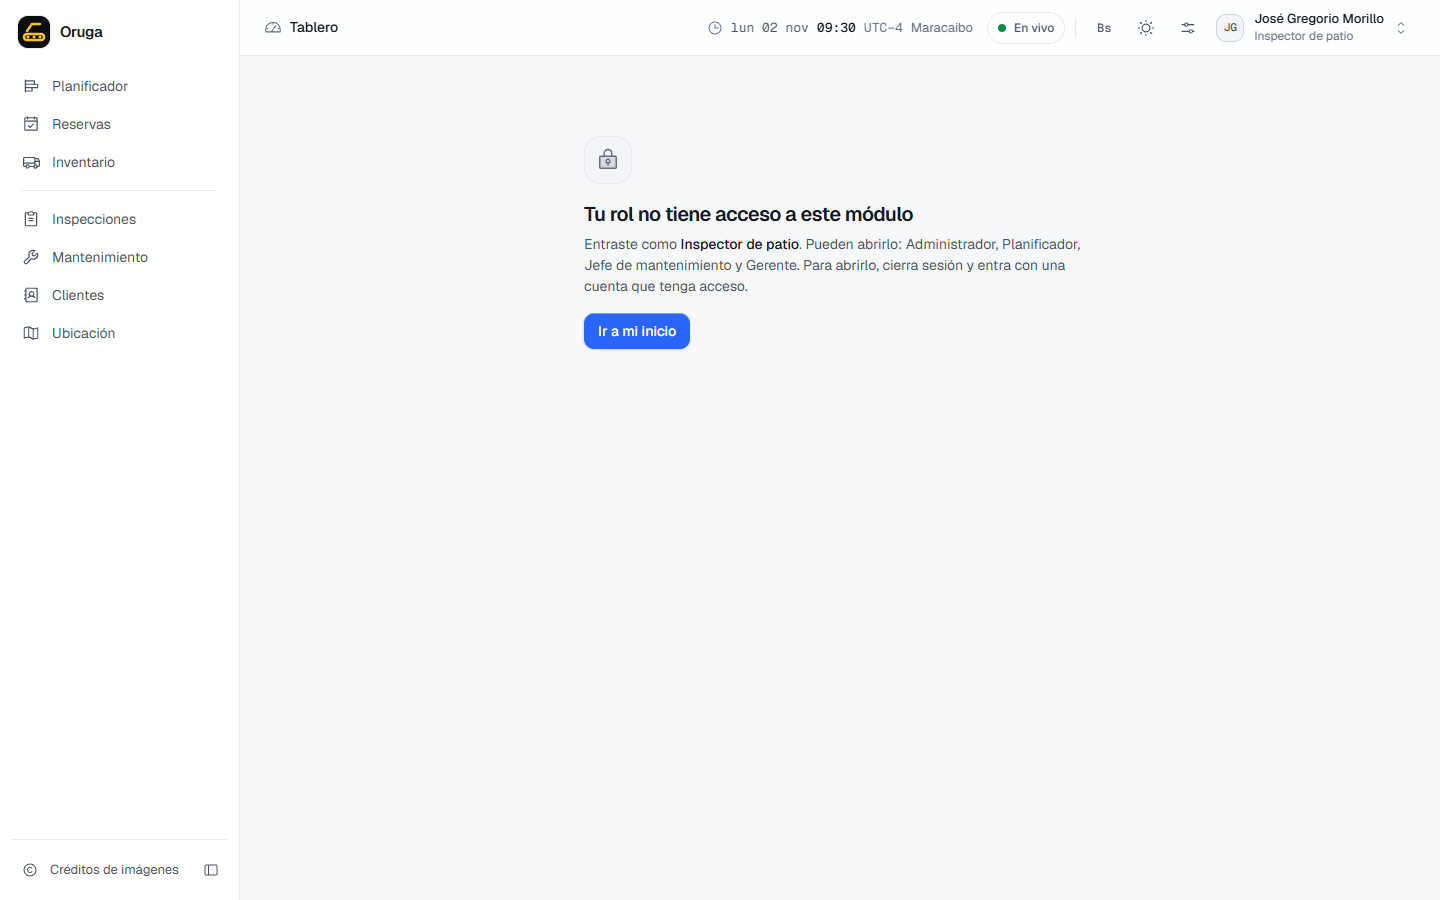 Oruga
Planificador
Reservas
Inventario
Inspecciones
Mantenimiento
Clientes
Ubicación
Créditos de imágenes
Tablero
lun 02 nov 09:30 UTC−4 Maracaibo
En vivo
Bs
JG
José Gregorio Morillo
Inspector de patio
Tu rol no tiene acceso a este módulo
Entraste como Inspector de patio. Pueden abrirlo: Administrador, Planificador,
Jefe de mantenimiento y Gerente. Para abrirlo, cierra sesión y entra con una
cuenta que tenga acceso.
Ir a mi inicio